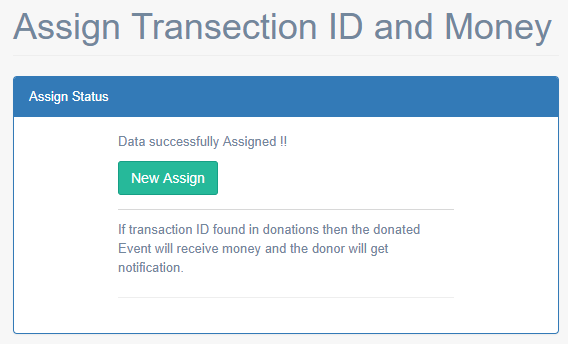 Assign Transection ID and Money
Assign Status
Data successfully Assigned !!
New Assign
If transaction ID found in donations then the donated
Event will receive money and the donor will get
notification.